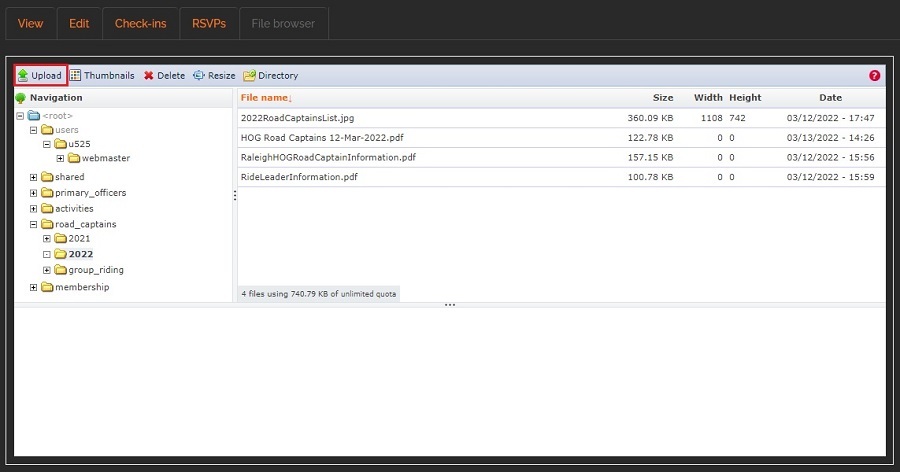 View Edit Check-ins RSVPs File browser
Upload Thumbnails Delete Resize Directory ?
Navigation
<root>
users
u525
webmaster
shared
primary_officers
activities
road_captains
2021
2022
group_riding
membership
File name↓ Size Width Height Date
2022RoadCaptainsList.jpg 360.09 KB 1108 742 03/12/2022 - 17:47
HOG Road Captains 12-Mar-2022.pdf 122.78 KB 0 0 03/13/2022 - 14:26
RaleighHOGRoadCaptainInformation.pdf 157.15 KB 0 0 03/12/2022 - 15:56
RideLeaderInformation.pdf 100.78 KB 0 0 03/12/2022 - 15:59
4 files using 740.79 KB of unlimited quota